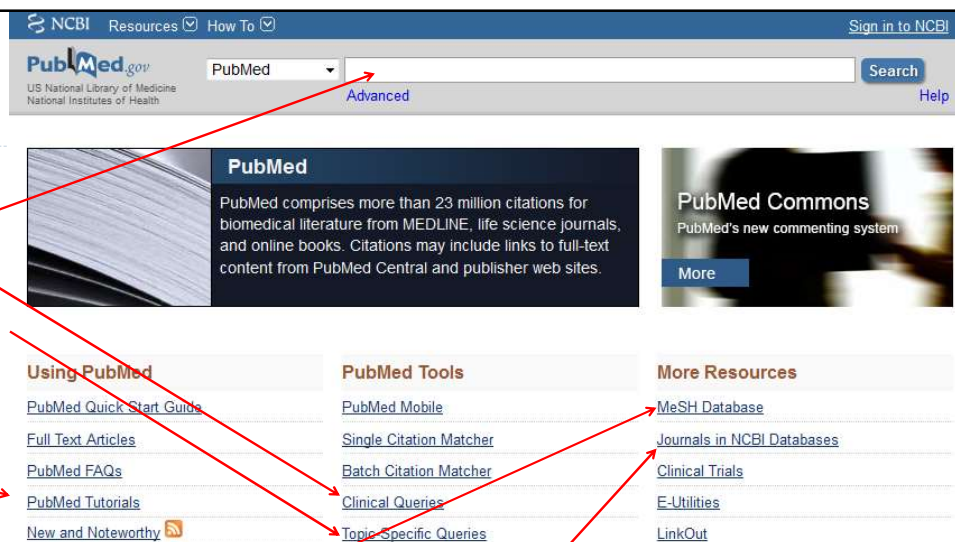 NCBI Resources How To Sign in to NCBI
PubMed.gov
US National Library of Medicine
National Institutes of Health
PubMed
Search
Advanced
Help
PubMed
PubMed comprises more than 23 million citations for
biomedical literature from MEDLINE, life science journals,
and online books. Citations may include links to full-text
content from PubMed Central and publisher web sites.
PubMed Commons
PubMed's new commenting system
More
Using PubMed
PubMed Quick Start Guide
Full Text Articles
PubMed FAQs
PubMed Tutorials
New and Noteworthy
PubMed Tools
PubMed Mobile
Single Citation Matcher
Batch Citation Matcher
Clinical Queries
Topic-Specific Queries
More Resources
MeSH Database
Journals in NCBI Databases
Clinical Trials
E-Utilities
LinkOut